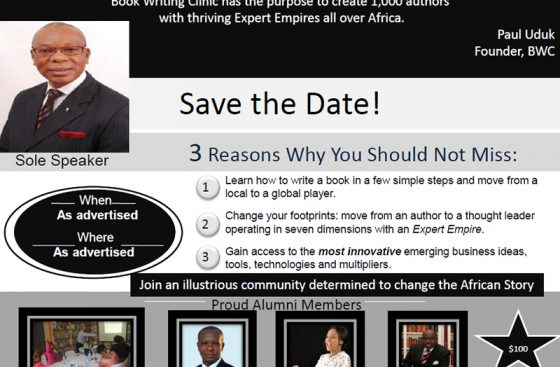 Book Writing Clinic has the purpose to create 1,000 authors
with thriving Expert Empires all over Africa.
Paul Uduk
Founder, BWC
Save the Date!
Sole Speaker
3 Reasons Why You Should Not Miss:
When
As advertised
Where
As advertised
1 Learn how to write a book in a few simple steps and move from a
local to a global player.
2 Change your footprints: move from an author to a thought leader
operating in seven dimensions with an Expert Empire.
3 Gain access to the most innovative emerging business ideas,
tools, technologies and multipliers.
Join an illustrious community determined to change the African Story
Proud Alumni Members
$100